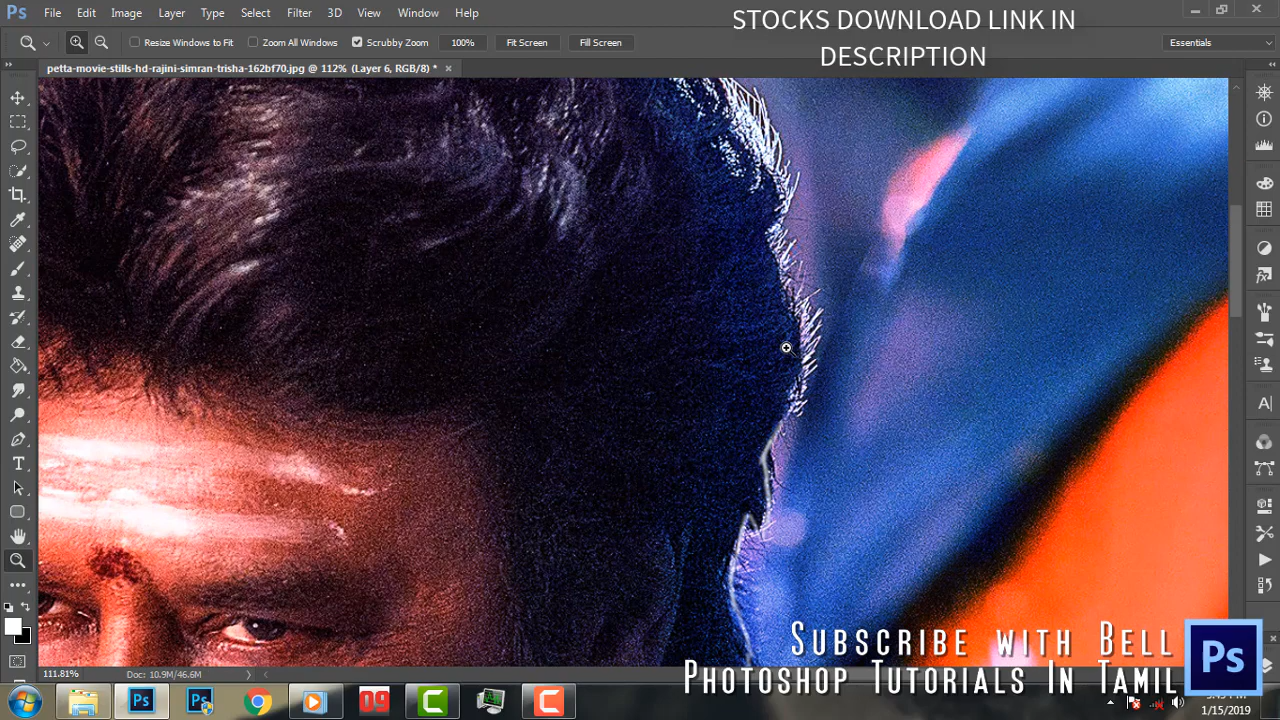 Ps File Edit Image Layer Type Select Filter 3D View Window Help
STOCKS DOWNLOAD LINK IN
DESCRIPTION
Resize Windows to Fit Zoom All Windows Scrubby Zoom 100% Fit Screen Fill Screen Essentials
petta-movie-stills-hd-rajini-simran-trisha-162bf70.jpg @ 112% (Layer 6, RGB/8) *
111.81% Doc: 10.9M/46.6M
Subscribe with Bell
Photoshop Tutorials In Tamil
Ps
1/15/2019